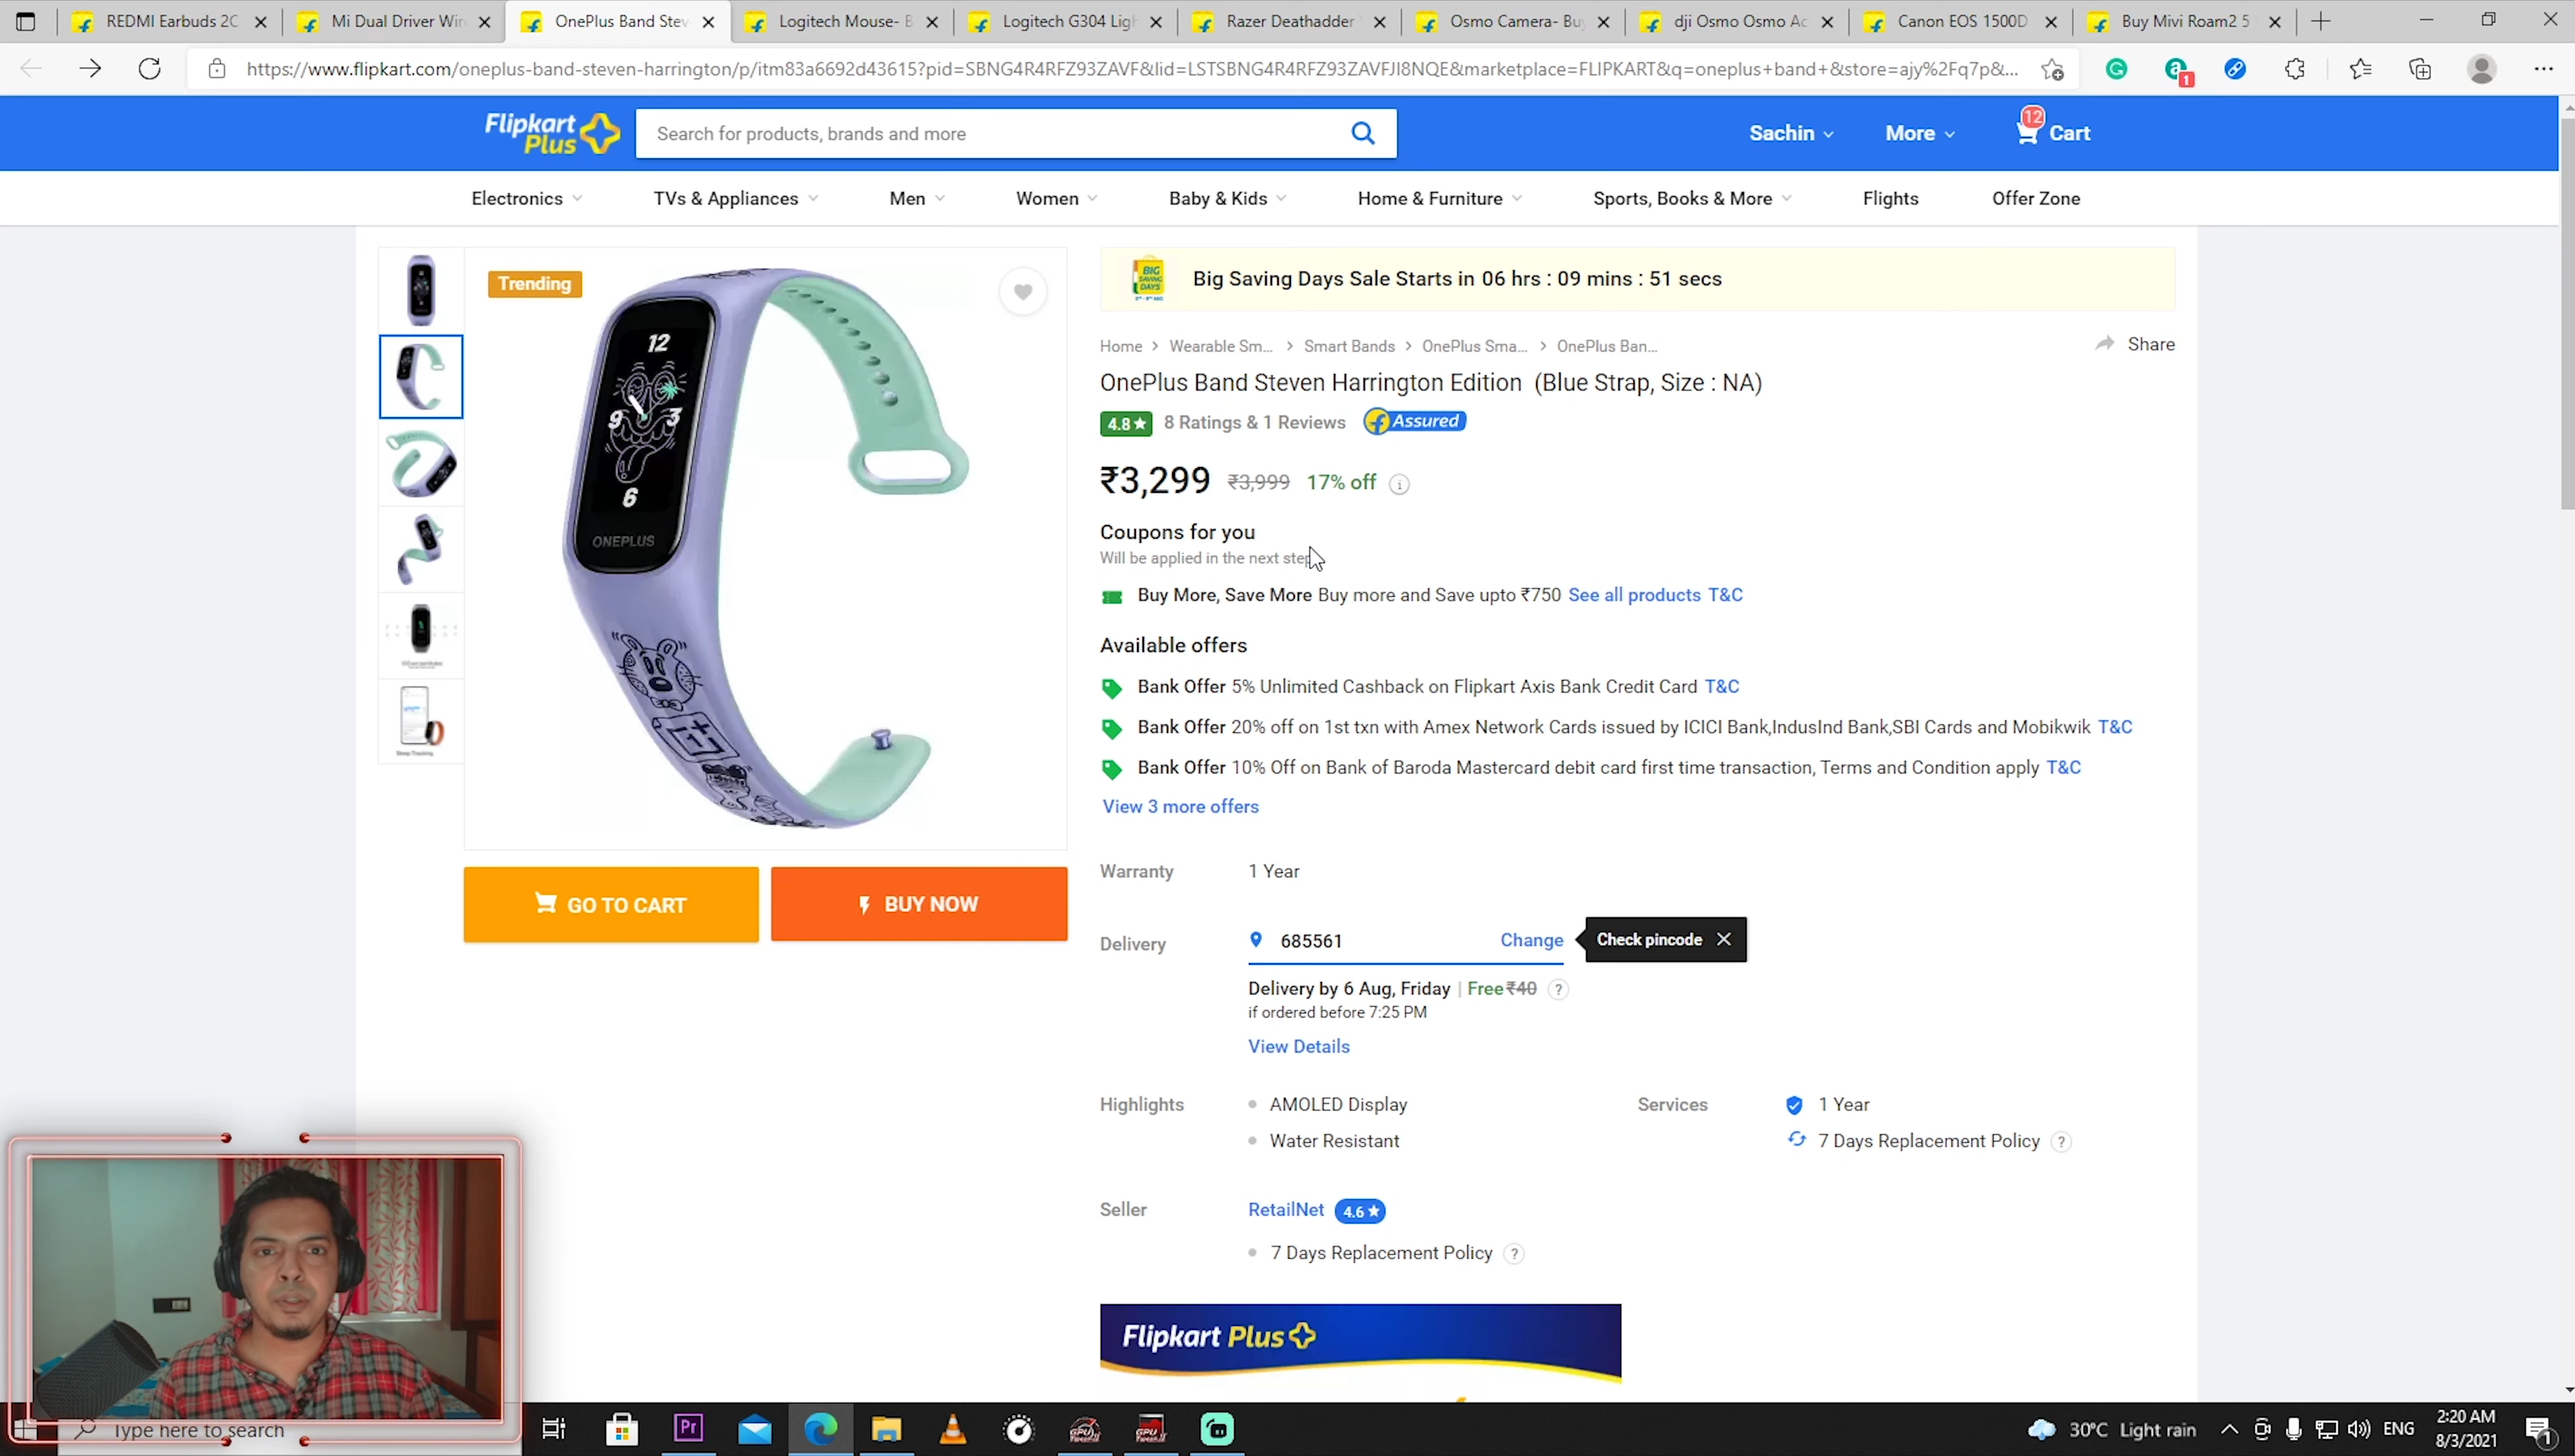 REDMI Earbuds 2C
Mi Dual Driver Wire
OnePlus Band Stev
Logitech Mouse- B
Logitech G304 Ligh
Razer Deathadder
Osmo Camera- Bu
dji Osmo Osmo Ac
Canon EOS 1500D
Buy Mivi Roam2 5
https://www.flipkart.com/oneplus-band-steven-harrington/p/itm83a6692d43615?pid=SBNG4R4RFZ93ZAVF&lid=LSTSBNG4R4RFZ93ZAVFJI8NQE&marketplace=FLIPKART&q=oneplus+band+&store=ajy%2Fq7p&...
1
Flipkart
Plus
Search for products, brands and more
Sachin
More
12
Cart
Electronics
TVs & Appliances
Men
Women
Baby & Kids
Home & Furniture
Sports, Books & More
Flights
Offer Zone
Trending
12
9
3
6
ONEPLUS
BIG
SAVING
DAYS
Big Saving Days Sale Starts in 06 hrs : 09 mins : 51 secs
Home > Wearable Sm... > Smart Bands > OnePlus Sma... > OnePlus Ban...
Share
OnePlus Band Steven Harrington Edition (Blue Strap, Size : NA)
4.8★ 8 Ratings & 1 Reviews Assured
₹3,299 ₹3,999 17% off
Coupons for you
Will be applied in the next step
Buy More, Save More Buy more and Save upto ₹750 See all products T&C
Available offers
Bank Offer 5% Unlimited Cashback on Flipkart Axis Bank Credit Card T&C
Bank Offer 20% off on 1st txn with Amex Network Cards issued by ICICI Bank,IndusInd Bank,SBI Cards and Mobikwik T&C
Bank Offer 10% Off on Bank of Baroda Mastercard debit card first time transaction, Terms and Condition apply T&C
View 3 more offers
GO TO CART
BUY NOW
Warranty 1 Year
Delivery 685561 Change
Check pincode
Delivery by 6 Aug, Friday | Free ₹40 ?
if ordered before 7:25 PM
View Details
Highlights
AMOLED Display
Water Resistant
Services
1 Year
7 Days Replacement Policy ?
Seller
RetailNet 4.6★
7 Days Replacement Policy ?
Flipkart Plus
Type here to search
Pr
GPU
GPU
30°C Light rain
ENG
2:20 AM
8/3/2021
1